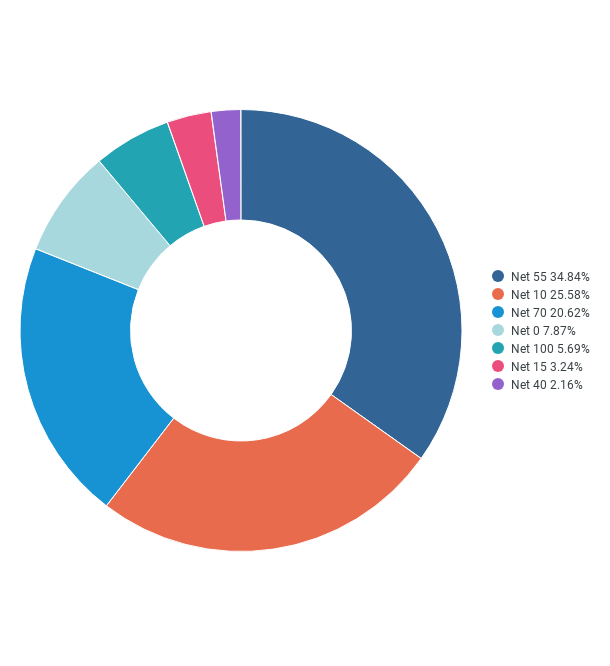 Net 55 34.84%
Net 10 25.58%
Net 70 20.62%
Net 0 7.87%
Net 100 5.69%
Net 15 3.24%
Net 40 2.16%